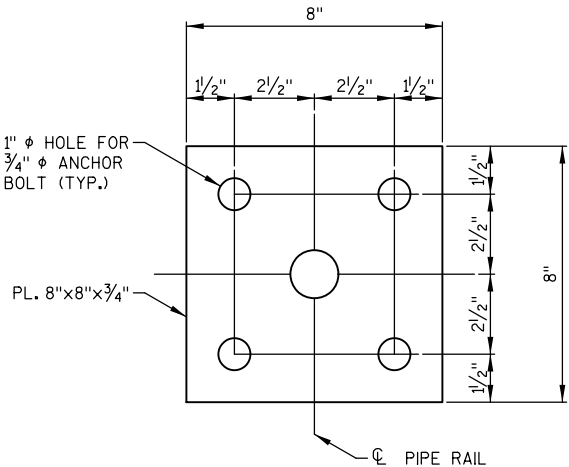 8"
1 1/2" 2 1/2" 2 1/2" 1 1/2"
1" ϕ HOLE FOR
3/4" ϕ ANCHOR
BOLT (TYP.)
1 1/2"
2 1/2"
8"
PL. 8"x8"x3/4"
2 1/2"
1 1/2"
℄ PIPE RAIL